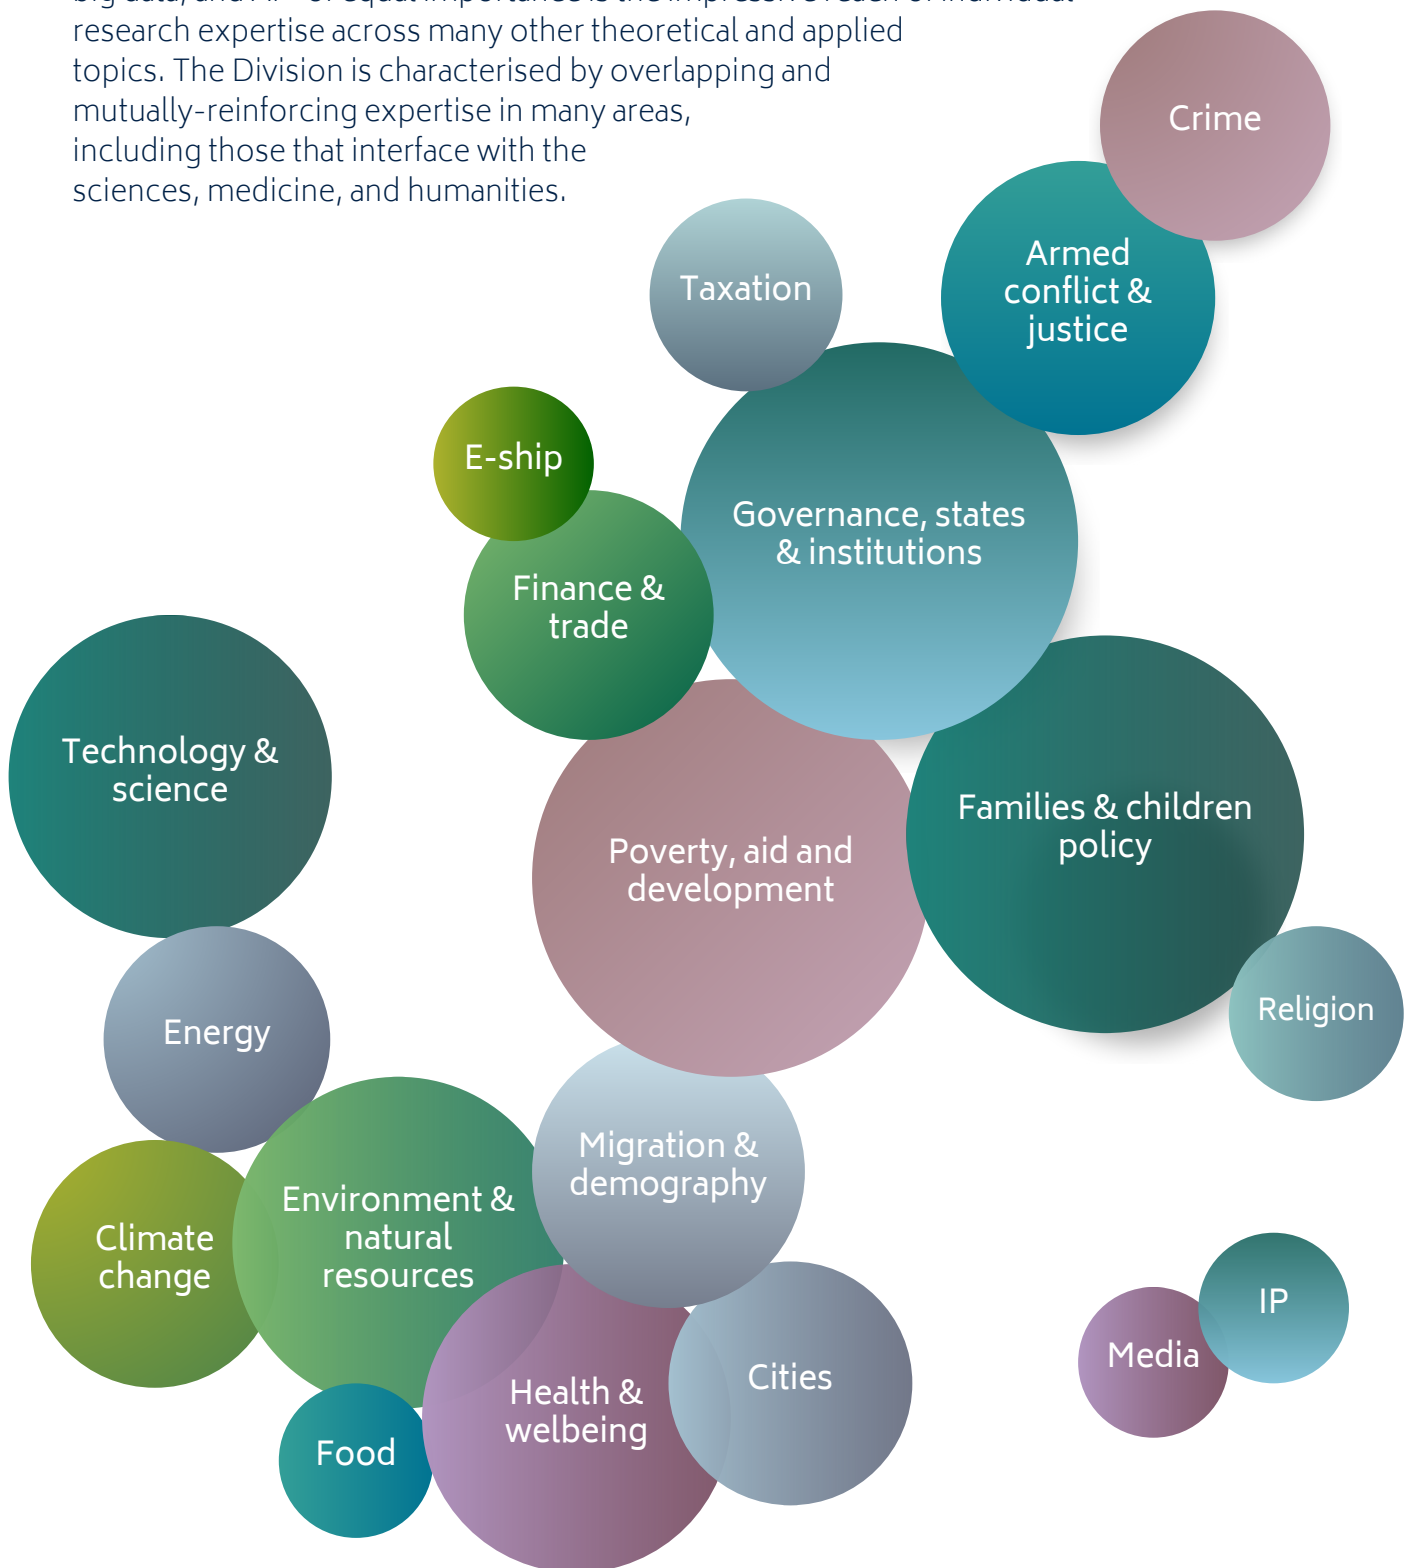 research expertise across many other theoretical and applied
topics. The Division is characterised by overlapping and
mutually-reinforcing expertise in many areas,
including those that interface with the
sciences, medicine, and humanities.
Crime
Armed
conflict &
justice
Taxation
E-ship
Governance, states
& institutions
Finance &
trade
Technology &
science
Families & children
policy
Poverty, aid and
development
Religion
Energy
Migration &
demography
Environment &
natural
resources
Climate
change
IP
Media
Cities
Health &
welbeing
Food